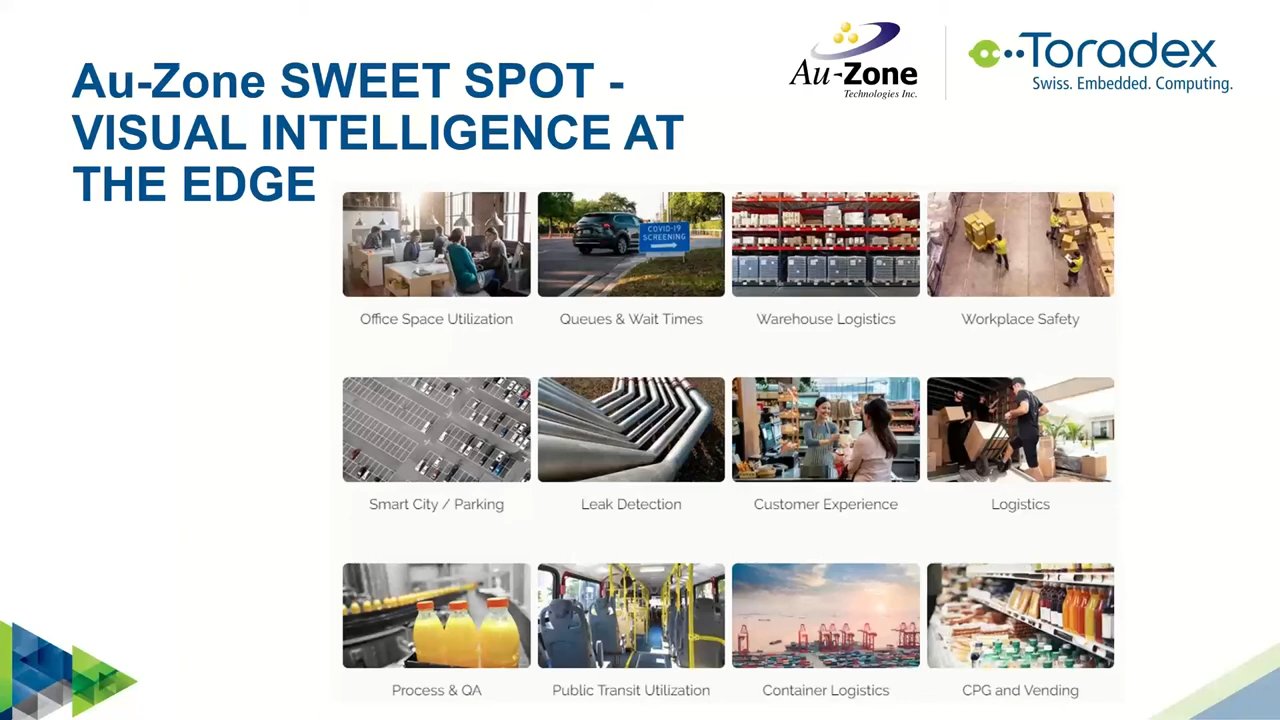 Au-Zone SWEET SPOT -
VISUAL INTELLIGENCE AT
THE EDGE
Au-Zone
Technologies Inc.
Toradex
Swiss. Embedded. Computing.
COVID-19
SCREENING
Office Space Utilization
Queues & Wait Times
Warehouse Logistics
Workplace Safety
Smart City / Parking
Leak Detection
Customer Experience
Logistics
Process & QA
Public Transit Utilization
Container Logistics
CPG and Vending